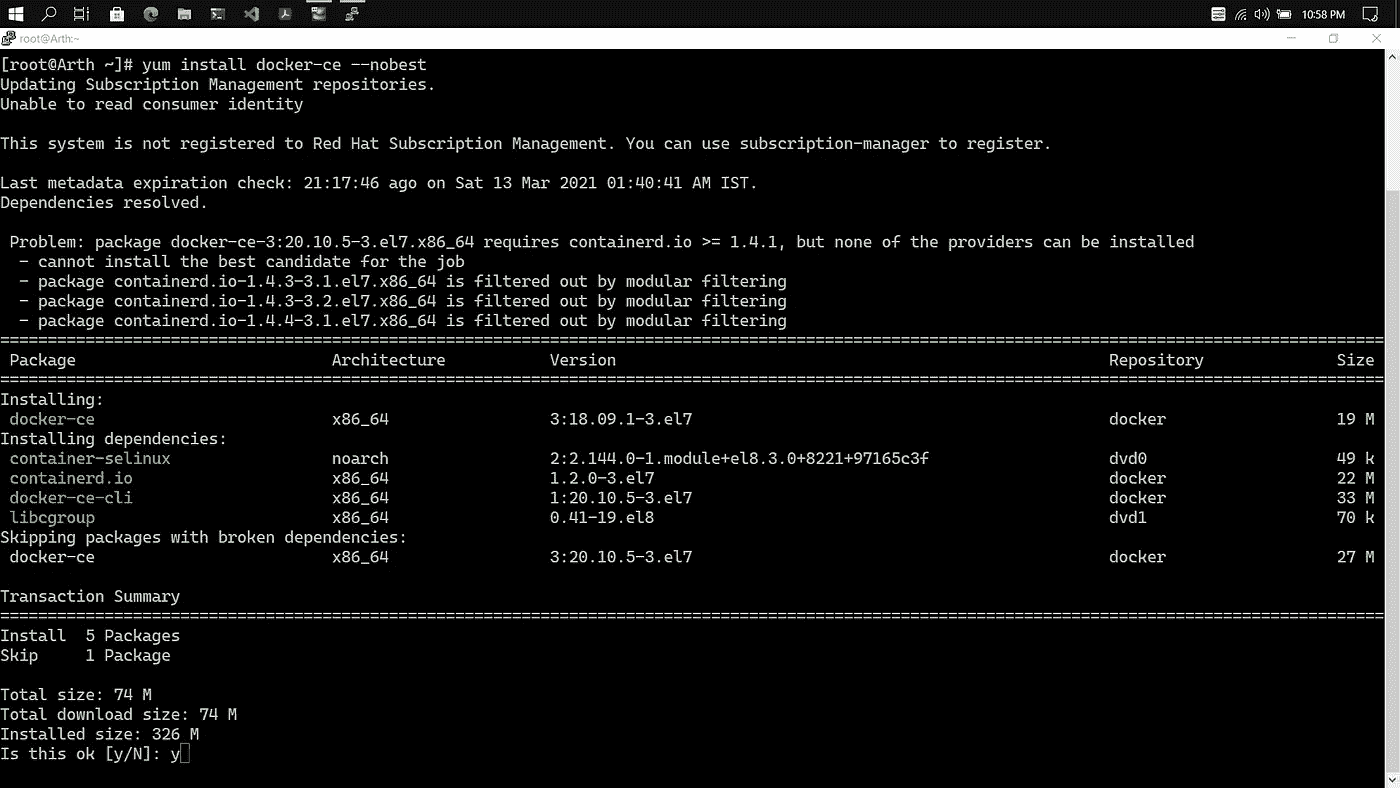 10:58 PM
root@Arth:~
[root@Arth ~]# yum install docker-ce --nobest
Updating Subscription Management repositories.
Unable to read consumer identity
This system is not registered to Red Hat Subscription Management. You can use subscription-manager to register.
Last metadata expiration check: 21:17:46 ago on Sat 13 Mar 2021 01:40:41 AM IST.
Dependencies resolved.
Problem: package docker-ce-3:20.10.5-3.el7.x86_64 requires containerd.io >= 1.4.1, but none of the providers can be installed
- cannot install the best candidate for the job
- package containerd.io-1.4.3-3.1.el7.x86_64 is filtered out by modular filtering
- package containerd.io-1.4.3-3.2.el7.x86_64 is filtered out by modular filtering
- package containerd.io-1.4.4-3.1.el7.x86_64 is filtered out by modular filtering
Package Architecture Version Repository Size
Installing:
docker-ce x86_64 3:18.09.1-3.el7 docker 19 M
Installing dependencies:
container-selinux noarch 2:2.144.0-1.module+el8.3.0+8221+97165c3f dvd0 49 k
containerd.io x86_64 1.2.0-3.el7 docker 22 M
docker-ce-cli x86_64 1:20.10.5-3.el7 docker 33 M
libcgroup x86_64 0.41-19.el8 dvd1 70 k
Skipping packages with broken dependencies:
docker-ce x86_64 3:20.10.5-3.el7 docker 27 M
Transaction Summary
Install 5 Packages
Skip 1 Package
Total size: 74 M
Total download size: 74 M
Installed size: 326 M
Is this ok [y/N]: y